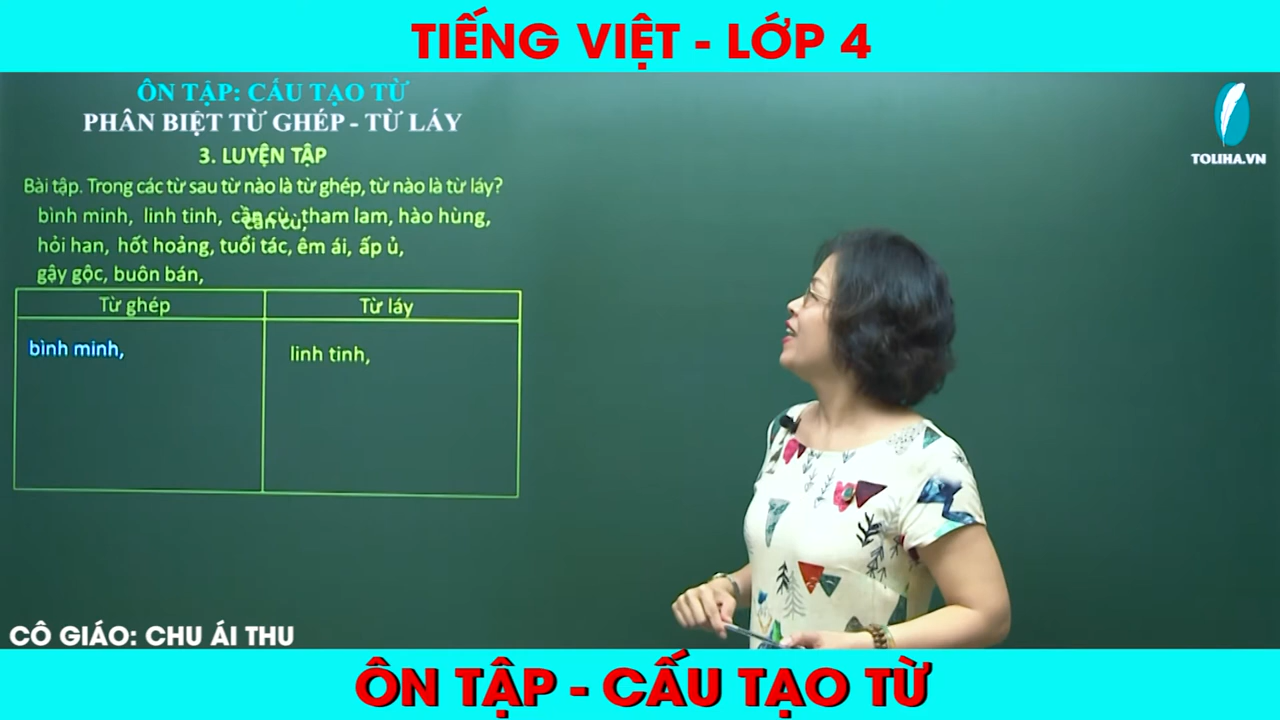 TIẾNG VIỆT - LỚP 4
ÔN TẬP: CẤU TẠO TỪ
PHÂN BIỆT TỪ GHÉP - TỪ LÁY
TOLIHA.VN
3. LUYỆN TẬP
Bài tập. Trong các từ sau từ nào là từ ghép, từ nào là từ láy?
bình minh, linh tinh, cần cù, tham lam, hào hùng,
cần cù,
hỏi han, hốt hoảng, tuổi tác, êm ái, ấp ủ,
gậy gộc, buôn bán,
Từ ghép Từ láy
bình minh, linh tinh,
CÔ GIÁO: CHU ÁI THU
ÔN TẬP - CẤU TẠO TỪ